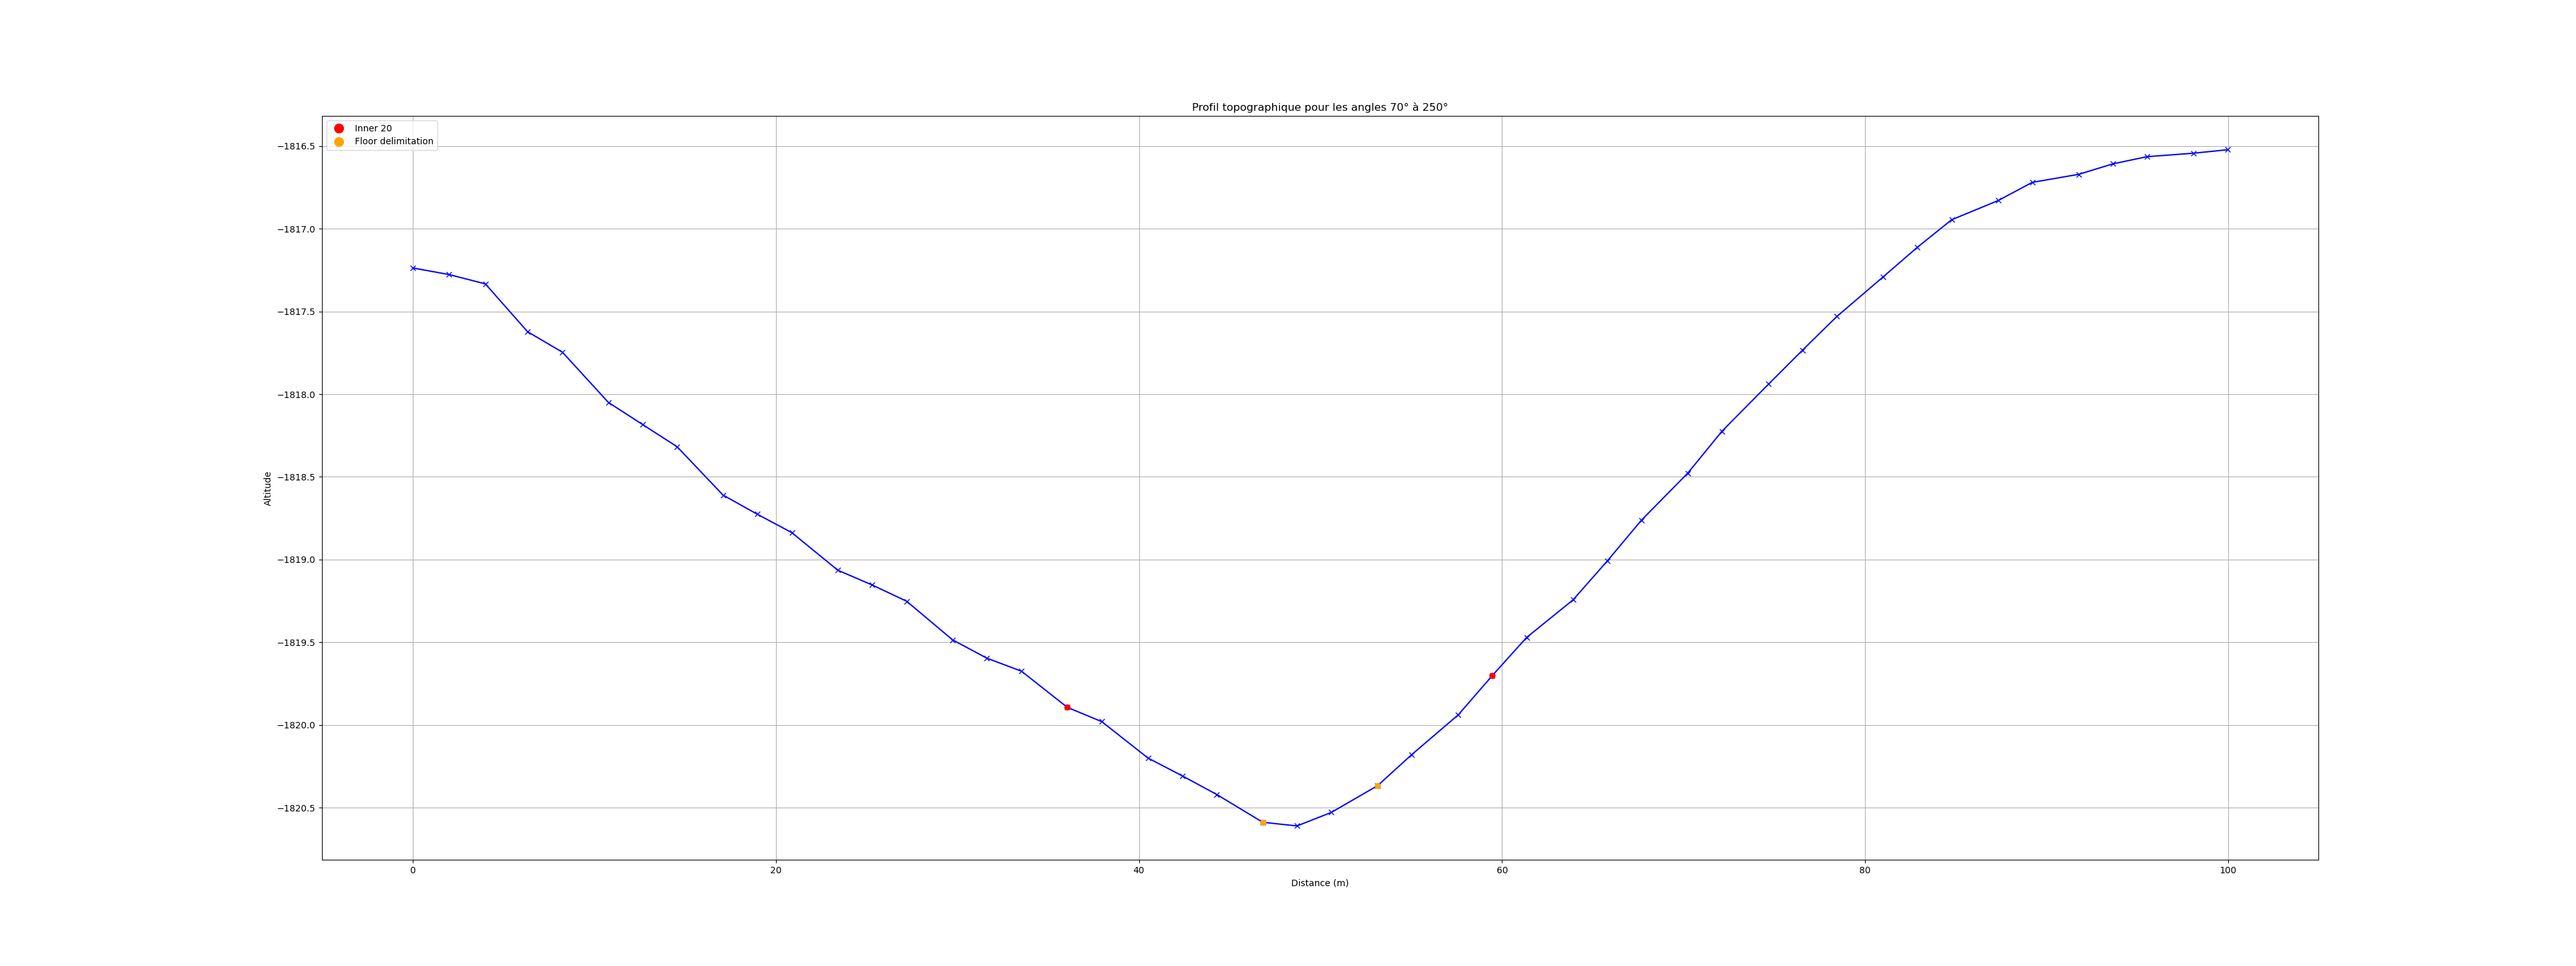 Profil topographique pour les angles 70° à 250°
Inner 20
Floor delimitation
−1816.5
−1817.0
−1817.5
−1818.0
−1818.5
−1819.0
−1819.5
−1820.0
−1820.5
Altitude
0 20 40 60 80 100
Distance (m)